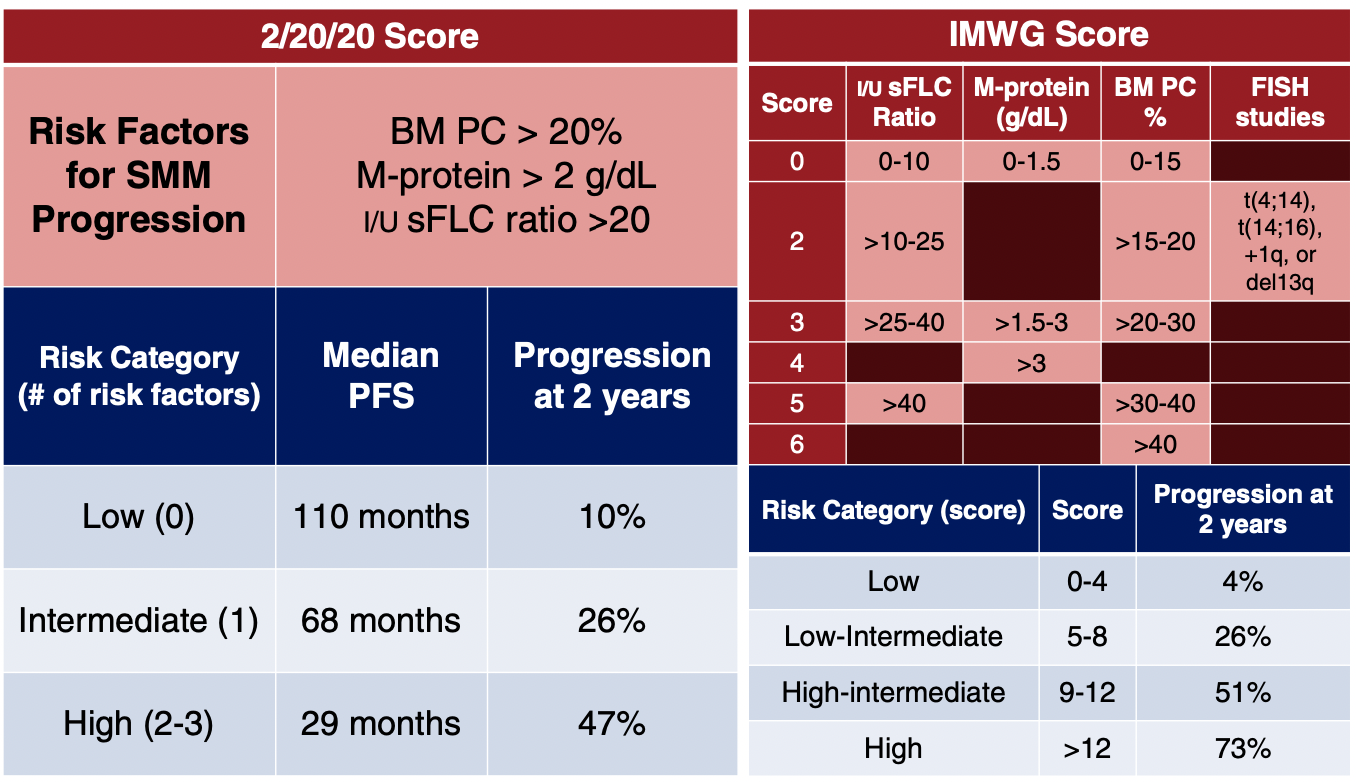 2/20/20 Score
Risk Factors
for SMM
Progression
BM PC > 20%
M-protein > 2 g/dL
I/U sFLC ratio >20
Risk Category
(# of risk factors)
Median
PFS
Progression
at 2 years
Low (0)
110 months
10%
Intermediate (1)
68 months
26%
High (2-3)
29 months
47%
IMWG Score
Score
I/U sFLC
Ratio
M-protein
(g/dL)
BM PC
%
FISH
studies
0
0-10
0-1.5
0-15
2
>10-25
>15-20
t(4;14),
t(14;16),
+1q, or
del13q
3
>25-40
>1.5-3
>20-30
4
>3
5
>40
>30-40
6
>40
Risk Category (score)
Score
Progression at
2 years
Low
0-4
4%
Low-Intermediate
5-8
26%
High-intermediate
9-12
51%
High
>12
73%